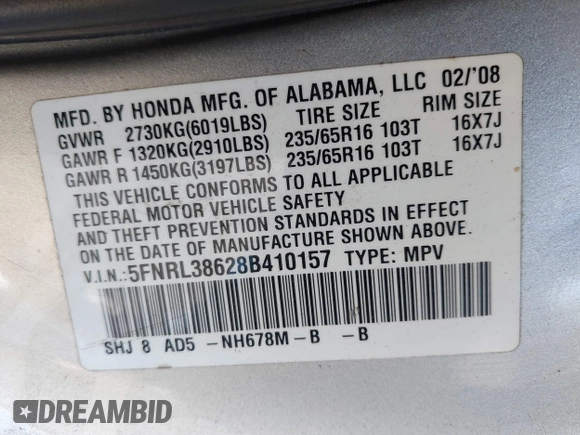 MFD. BY HONDA MFG. OF ALABAMA, LLC 02/'08
GVWR 2730KG(6019LBS) TIRE SIZE RIM SIZE
GAWR F 1320KG(2910LBS) 235/65R16 103T 16X7J
GAWR R 1450KG(3197LBS) 235/65R16 103T 16X7J
THIS VEHICLE CONFORMS TO ALL APPLICABLE
FEDERAL MOTOR VEHICLE SAFETY
AND THEFT PREVENTION STANDARDS IN EFFECT
ON THE DATE OF MANUFACTURE SHOWN ABOVE.
V.I.N.:5FNRL38628B410157 TYPE: MPV
SHJ 8 AD5 -NH678M -B -B
DREAMBID